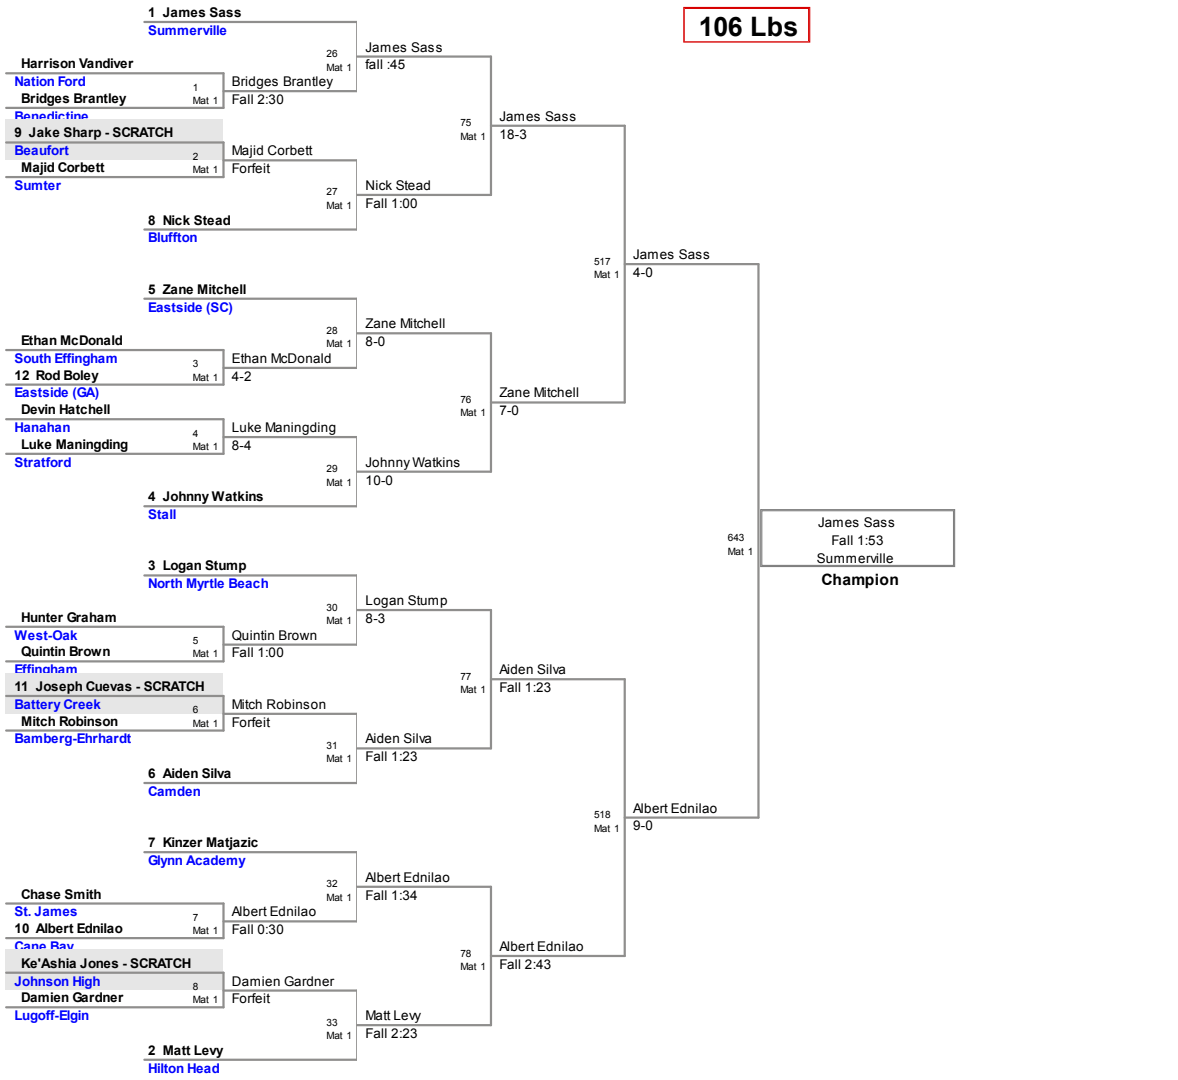 1 James Sass
106 Lbs
Summerville
26
James Sass
Mat 1
fall :45
Harrison Vandiver
Nation Ford
1
Bridges Brantley
Bridges Brantley
Mat 1
Fall 2:30
Benedictine
75
James Sass
Mat 1
18-3
9 Jake Sharp - SCRATCH
Beaufort
2
Majid Corbett
Majid Corbett
Mat 1
Forfeit
Sumter
27
Nick Stead
Mat 1
Fall 1:00
8 Nick Stead
Bluffton
517
James Sass
Mat 1
4-0
5 Zane Mitchell
Eastside (SC)
28
Zane Mitchell
Mat 1
8-0
Ethan McDonald
South Effingham
3
Ethan McDonald
12 Rod Boley
Mat 1
4-2
Eastside (GA)
76
Zane Mitchell
Mat 1
7-0
Devin Hatchell
Hanahan
4
Luke Maningding
Luke Maningding
Mat 1
8-4
Stratford
29
Johnny Watkins
Mat 1
10-0
4 Johnny Watkins
Stall
643
Mat 1
James Sass
Fall 1:53
Summerville
Champion
3 Logan Stump
North Myrtle Beach
30
Logan Stump
Mat 1
8-3
Hunter Graham
West-Oak
5
Quintin Brown
Quintin Brown
Mat 1
Fall 1:00
Effingham
77
Aiden Silva
Mat 1
Fall 1:23
11 Joseph Cuevas - SCRATCH
Battery Creek
6
Mitch Robinson
Mitch Robinson
Mat 1
Forfeit
Bamberg-Ehrhardt
31
Aiden Silva
Mat 1
Fall 1:23
6 Aiden Silva
Camden
518
Albert Ednilao
Mat 1
9-0
7 Kinzer Matjazic
Glynn Academy
32
Albert Ednilao
Mat 1
Fall 1:34
Chase Smith
St. James
7
Albert Ednilao
10 Albert Ednilao
Mat 1
Fall 0:30
Cane Bay
78
Albert Ednilao
Mat 1
Fall 2:43
Ke'Ashia Jones - SCRATCH
Johnson High
8
Damien Gardner
Damien Gardner
Mat 1
Forfeit
Lugoff-Elgin
33
Matt Levy
Mat 1
Fall 2:23
2 Matt Levy
Hilton Head